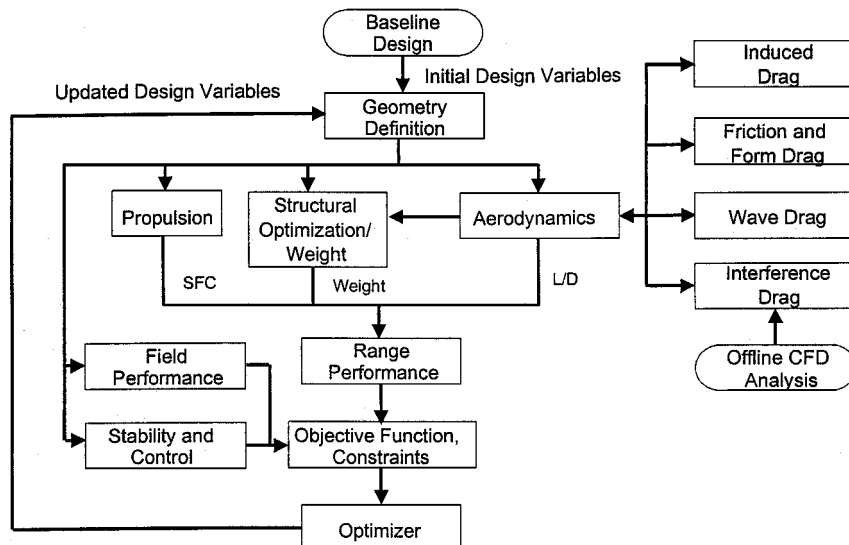 Baseline
Design
Initial Design Variables
Updated Design Variables
Geometry
Definition
Induced
Drag
Friction and
Form Drag
Wave Drag
Interference
Drag
Offline CFD
Analysis
Propulsion
Structural
Optimization/
Weight
Aerodynamics
SFC
Weight
L/D
Field
Performance
Range
Performance
Stability and
Control
Objective Function,
Constraints
Optimizer